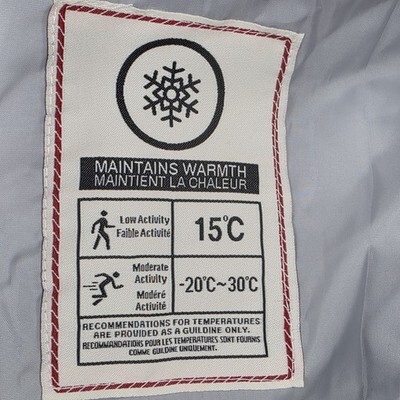 MAINTAINS WARMTH
MAINTIENT LA CHALEUR
Low Activity
Faible Activité
15°C
Moderate
Activity
Modéré
Activité
-20°C~30°C
RECOMMENDATIONS FOR TEMPERATURES
ARE PROVIDED AS A GUILDINE ONLY.
RECOMMANDATIONS POUR LES TEMPERATURES SONT FOURNIS
COMME GUILDINE UNIQUEMENT.